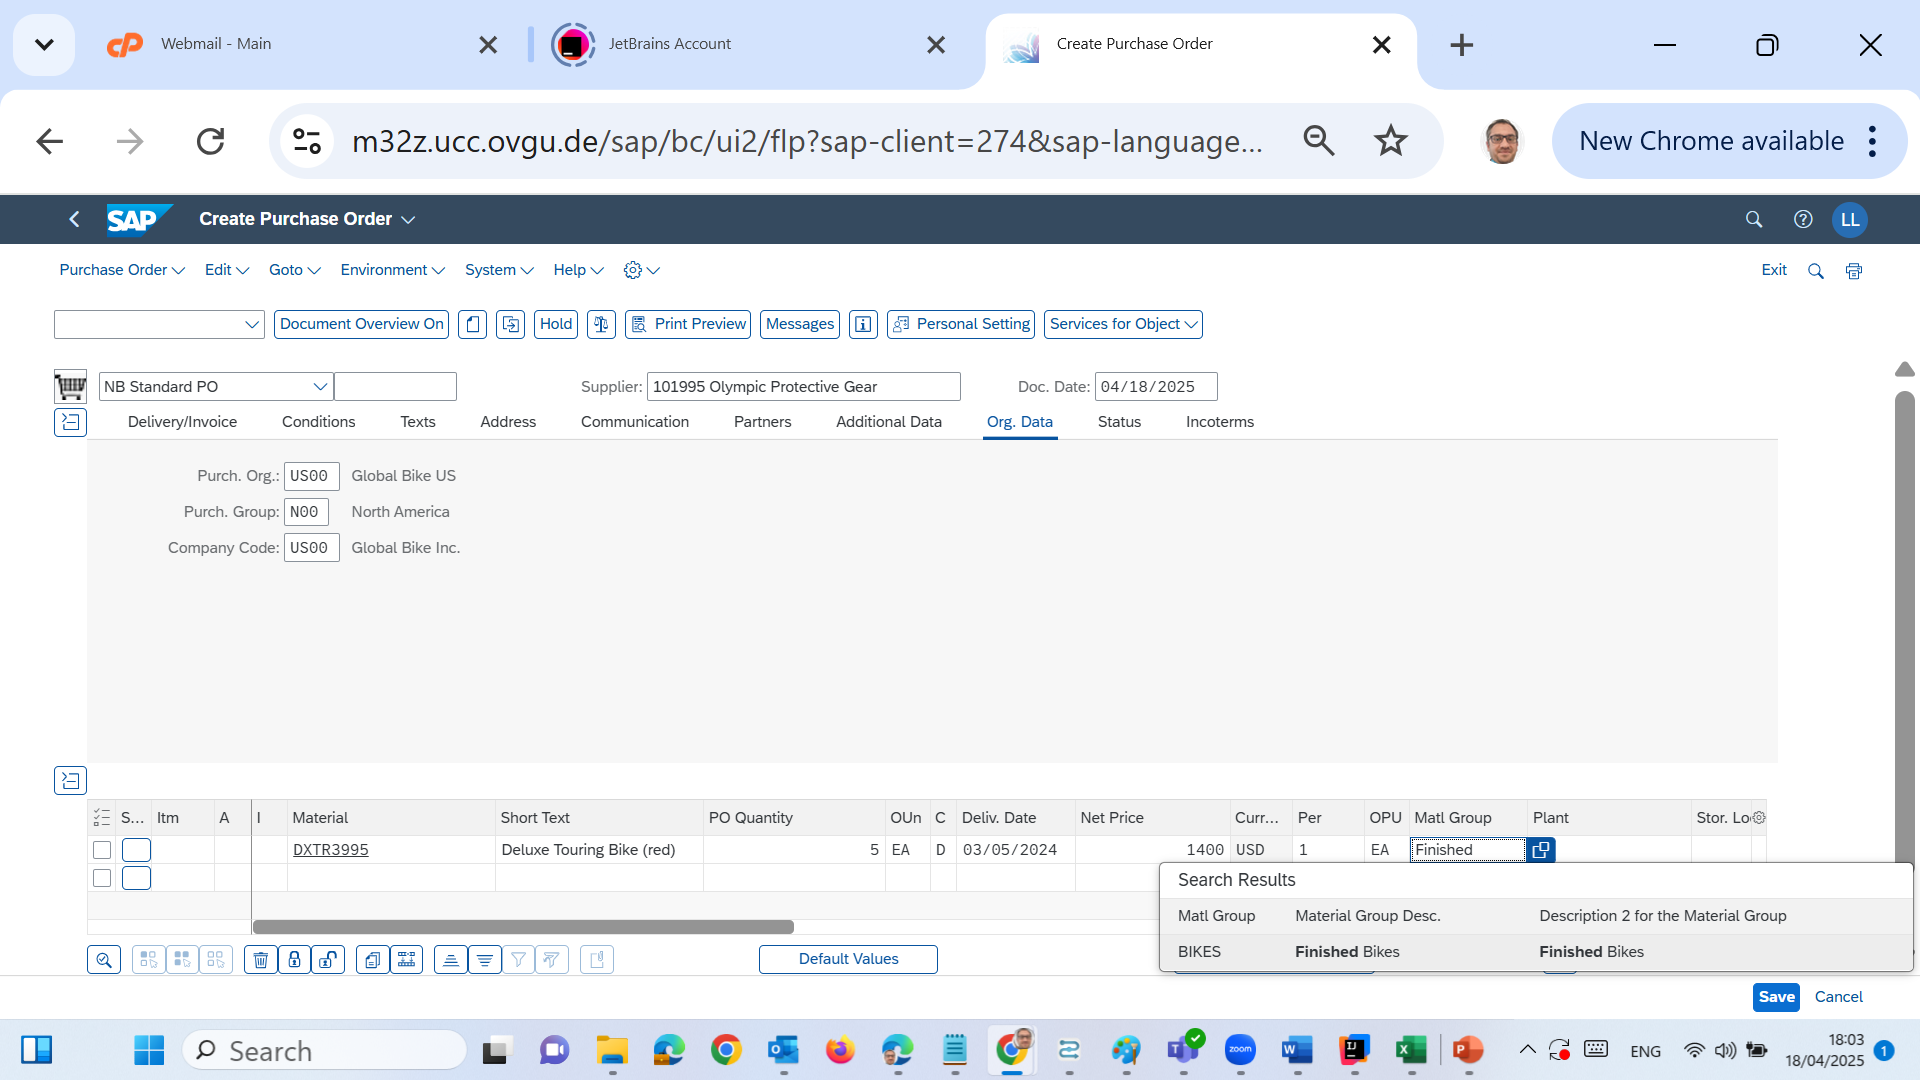 Webmail - Main
JetBrains Account
Create Purchase Order
m32z.ucc.ovgu.de/sap/bc/ui2/flp?sap-client=274&sap-language...
New Chrome available
SAP
Create Purchase Order
LL
Purchase Order
Edit
Goto
Environment
System
Help
Exit
Document Overview On
Hold
Print Preview
Messages
Personal Setting
Services for Object
NB Standard PO
Supplier:
101995 Olympic Protective Gear
Doc. Date:
04/18/2025
Delivery/Invoice
Conditions
Texts
Address
Communication
Partners
Additional Data
Org. Data
Status
Incoterms
Purch. Org.: US00 Global Bike US
Purch. Group: N00 North America
Company Code: US00 Global Bike Inc.
S... Itm A I Material Short Text PO Quantity OUn C Deliv. Date Net Price Curr... Per OPU Matl Group Plant Stor. Lo
DXTR3995 Deluxe Touring Bike (red) 5 EA D 03/05/2024 1400 USD 1 EA Finished
Search Results
Matl Group Material Group Desc. Description 2 for the Material Group
BIKES Finished Bikes Finished Bikes
Default Values
Save
Cancel
Search
zoom
ENG
18:03
18/04/2025
1